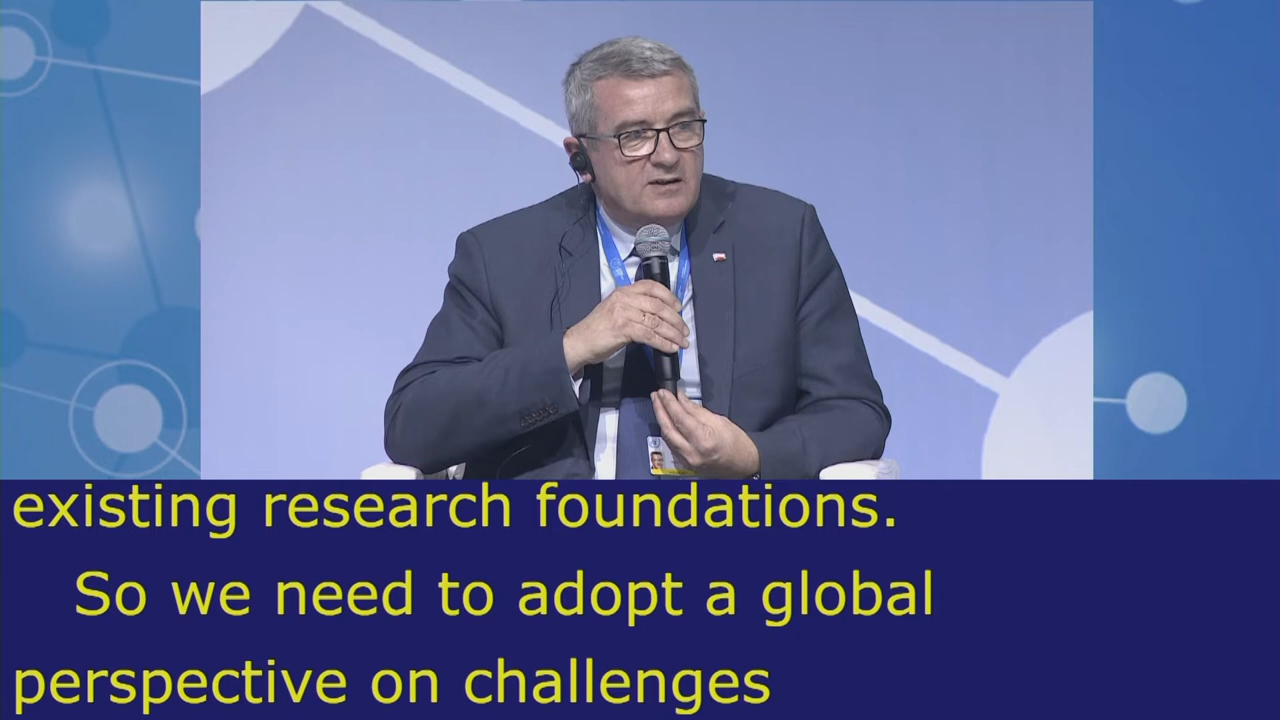 existing research foundations.
So we need to adopt a global
perspective on challenges